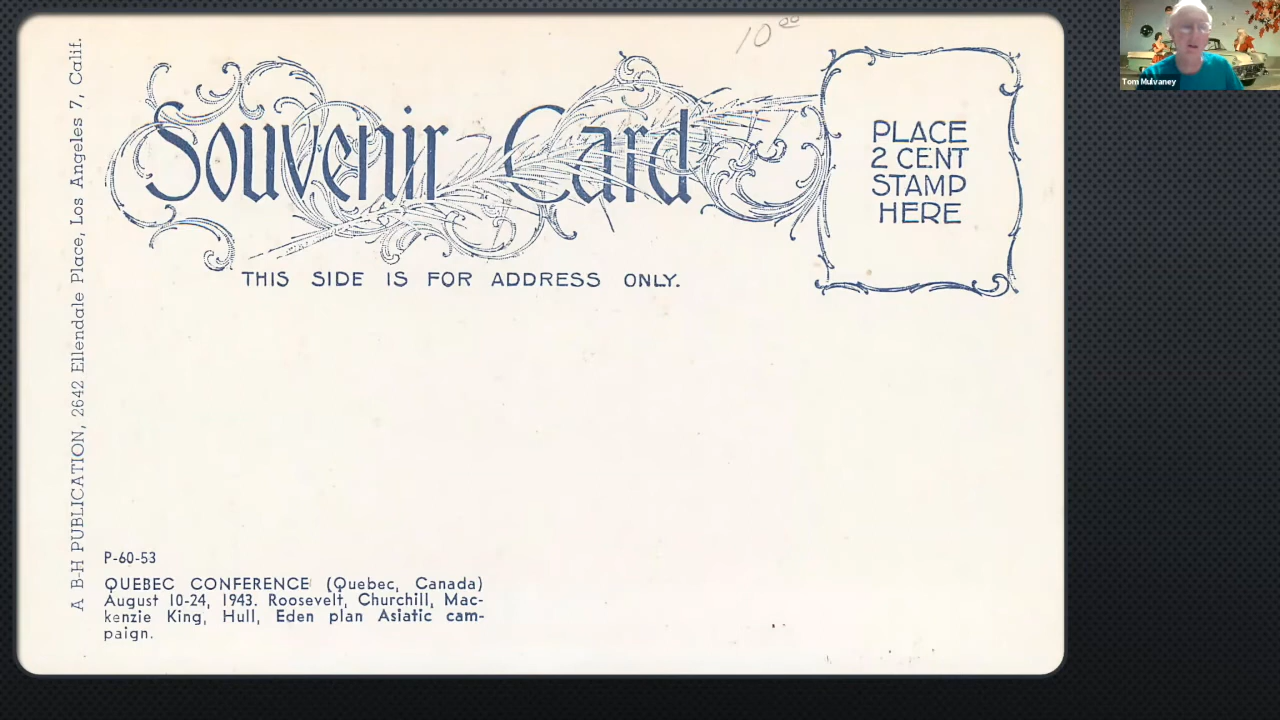 10 00
Souvenir Card
PLACE
2 CENT
STAMP
HERE
THIS SIDE IS FOR ADDRESS ONLY.
A B-H PUBLICATION, 2642 Ellendale Place, Los Angeles 7, Calif.
P-60-53
QUEBEC CONFERENCE (Quebec, Canada)
August 10-24, 1943. Roosevelt, Churchill, Mac-
kenzie King, Hull, Eden plan Asiatic cam-
paign.
Tom Mulvaney